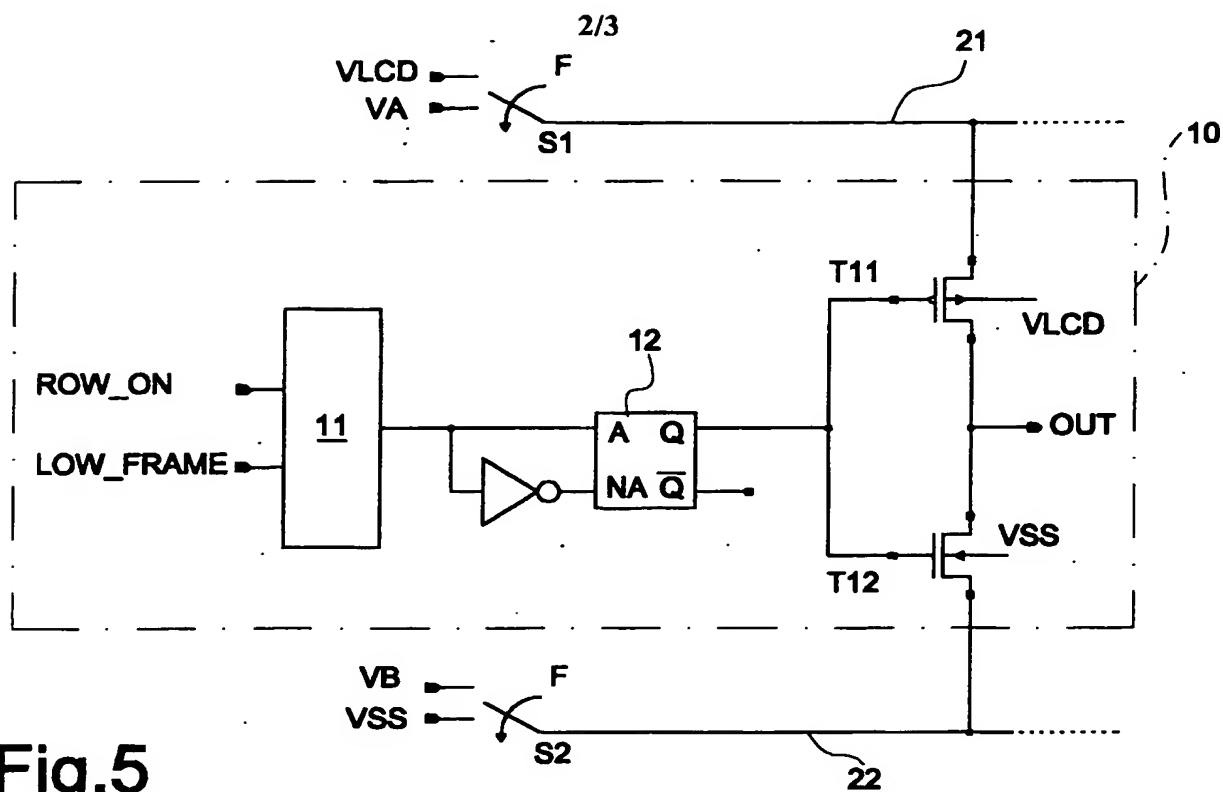 2/3
21
VLCD
F
VA
S1
10
T11
VLCD
12
ROW_ON
11
A Q
OUT
LOW_FRAME
NA Q̅
VSS
T12
VB
F
VSS
S2
22
Fig.5